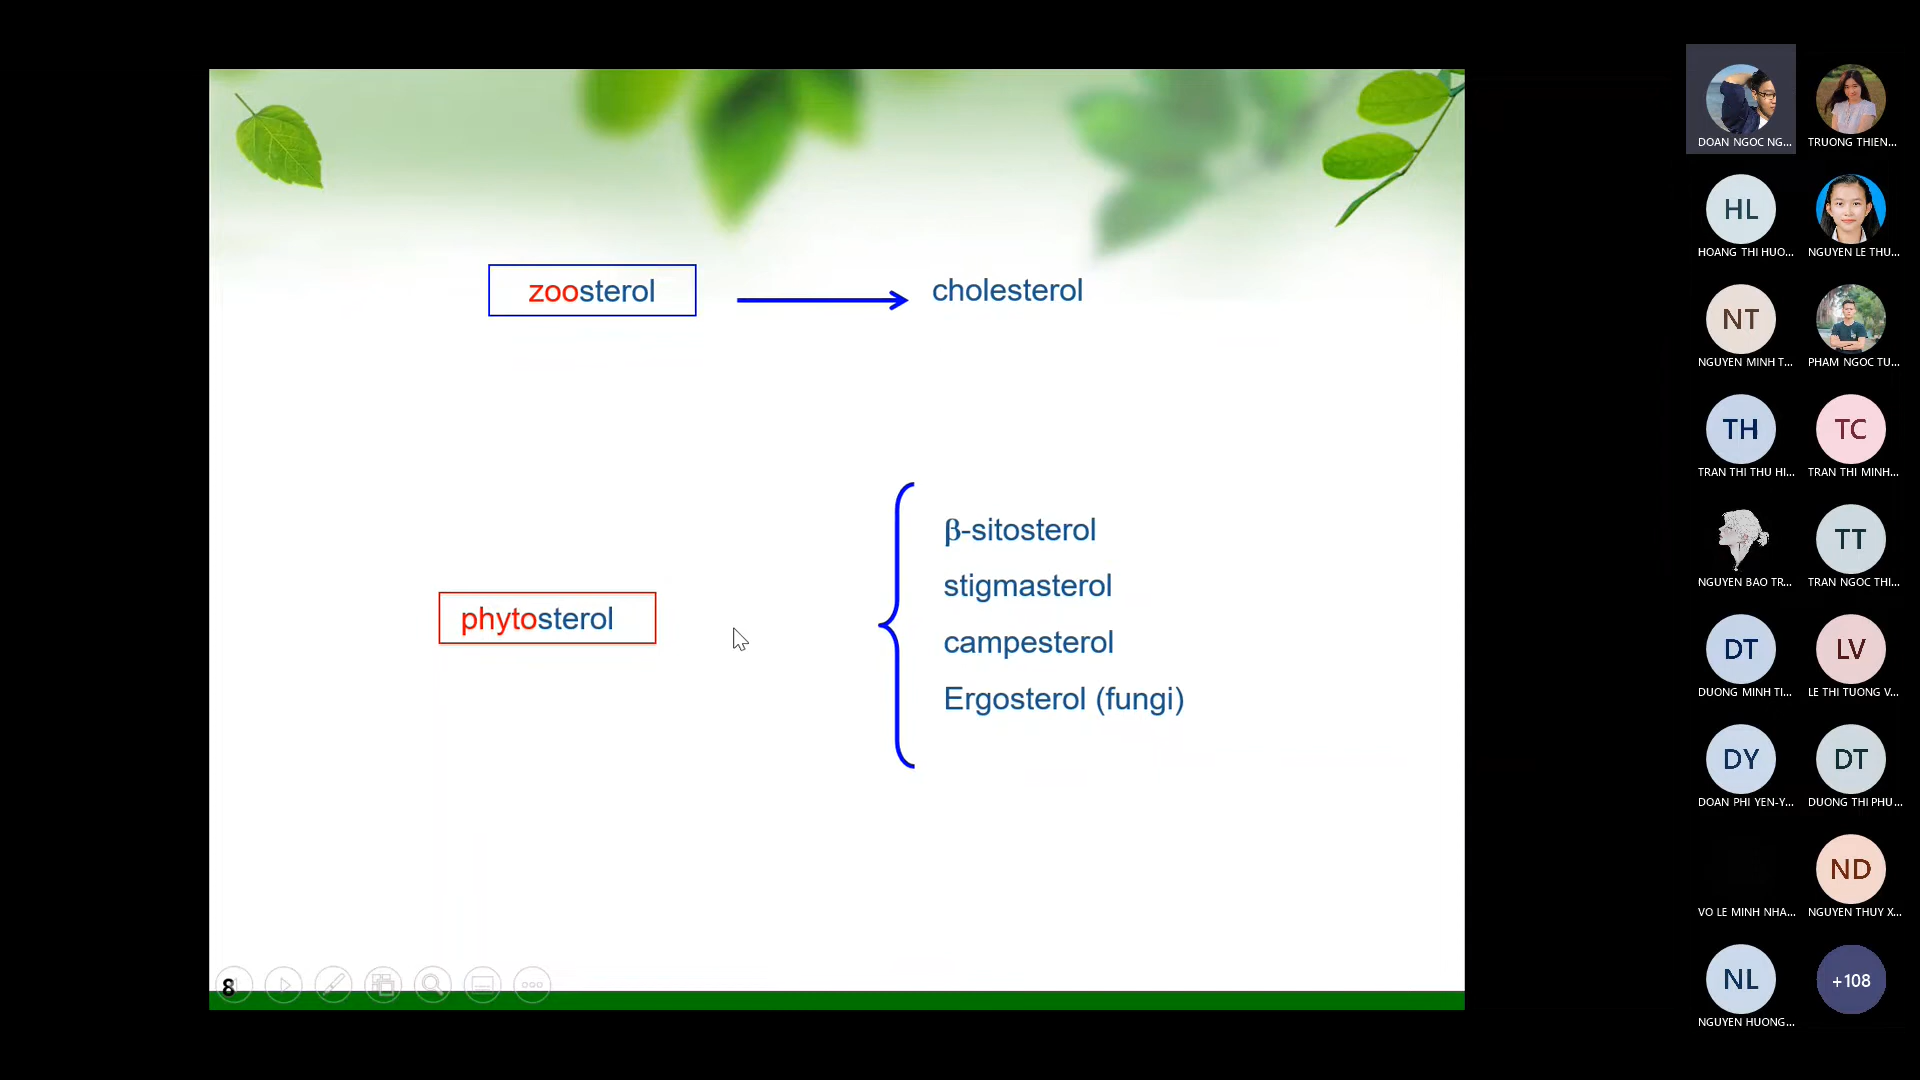 zoosterol
cholesterol
β-sitosterol
stigmasterol
campesterol
Ergosterol (fungi)
phytosterol
8
DOAN NGOC NG...
TRUONG THIEN...
HL
HOANG THI HUO...
NGUYEN LE THU...
NT
NGUYEN MINH T...
PHAM NGOC TU...
TH
TRAN THI THU HI...
TC
TRAN THI MINH...
NGUYEN BAO TR...
TT
TRAN NGOC THI...
DT
DUONG MINH TI...
LV
LE THI TUONG V...
DY
DOAN PHI YEN-Y...
DT
DUONG THI PHU...
VO LE MINH NHA...
ND
NGUYEN THUY X...
NL
NGUYEN HUONG...
+108